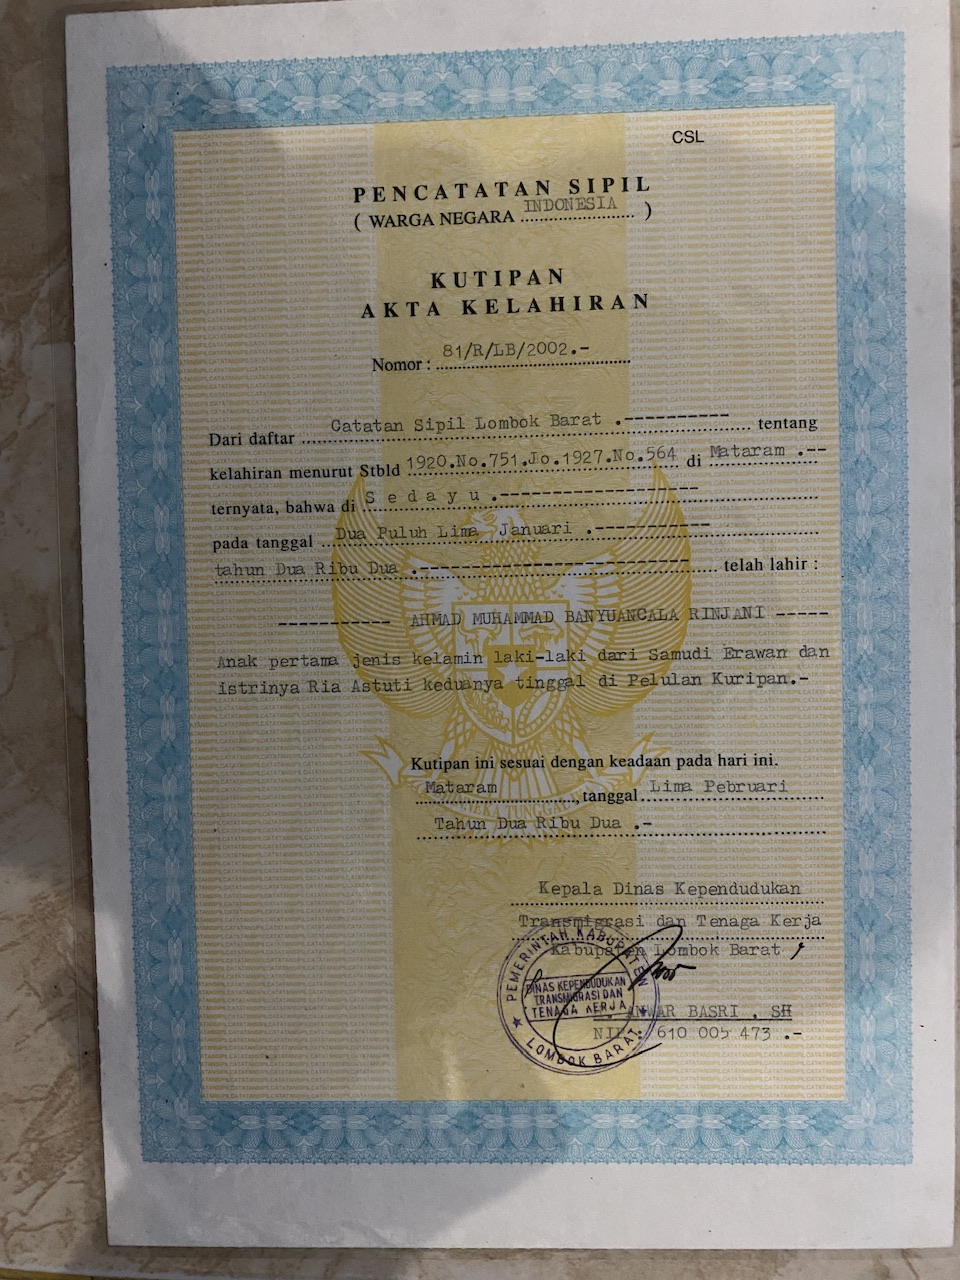 CSL
PENCATATAN SIPIL
( WARGA NEGARA INDONESIA )
KUTIPAN
AKTA KELAHIRAN
Nomor : 81/R/LB/2002.-
Dari daftar Catatan Sipil Lombok Barat .----------- tentang
kelahiran menurut Stbld 1920.No.751.Jo.1927.No.564 di Mataram .--
ternyata, bahwa di S e d a y u .--------------------
pada tanggal Dua Puluh Lima Januari .------------
tahun Dua Ribu Dua .--------------------------- telah lahir :
----------- AHMAD MUHAMMAD BANYUANCALA RINJANI -----
Anak pertama jenis kelamin laki-laki dari Samudi Erawan dan
istrinya Ria Astuti keduanya tinggal di Pelulan Kuripan.-
Kutipan ini sesuai dengan keadaan pada hari ini.
Mataram , tanggal Lima Pebruari
Tahun Dua Ribu Dua .-
Kepala Dinas Kependudukan
Transmigrasi dan Tenaga Kerja
Kabupaten Lombok Barat
PEMERINTAH KABUPATEN
DINAS KEPENDUDUKAN
TRANSMIGRASI DAN
TENAGA KERJA
LOMBOK BARAT
ANWAR BASRI , SH
NIP. 610 005 473 .-